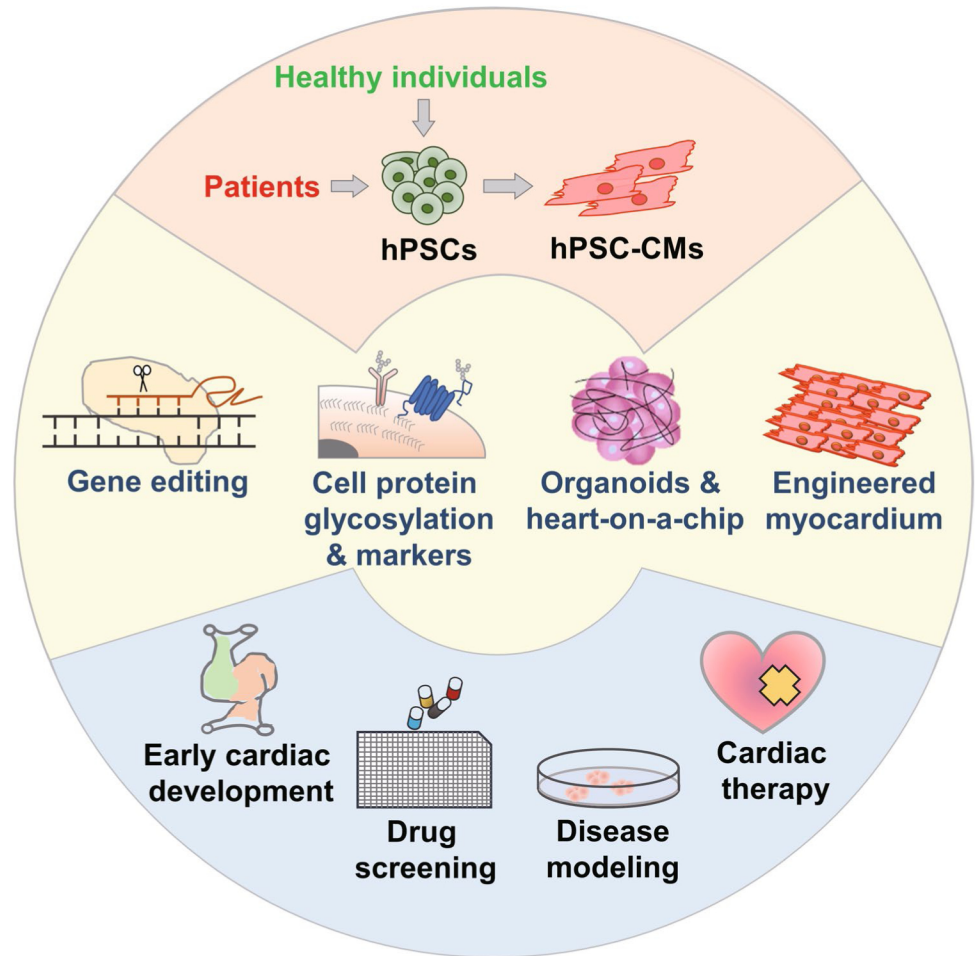 Healthy individuals
Patients
hPSCs
hPSC-CMs
Gene editing
Cell protein
glycosylation
& markers
Organoids &
heart-on-a-chip
Engineered
myocardium
Early cardiac
development
Drug
screening
Disease
modeling
Cardiac
therapy